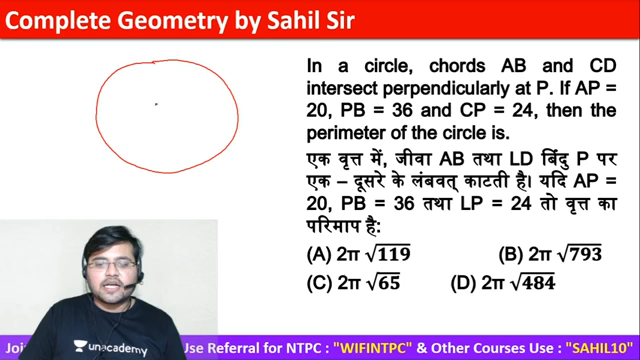 Complete Geometry by Sahil Sir
In a circle, chords AB and CD
intersect perpendicularly at P. If AP =
20, PB = 36 and CP = 24, then the
perimeter of the circle is.
एक वृत्त में, जीवा AB तथा LD बिंदु P पर
एक – दूसरे के लंबवत् काटती है। यदि AP =
20, PB = 36 तथा LP = 24 तो वृत्त का
परिमाप है:
(A) 2π √119 (B) 2π √793
(C) 2π √65 (D) 2π √484
unacademy
Use Referral for NTPC : "WIFINTPC" & Other Courses Use : "SAHIL10"